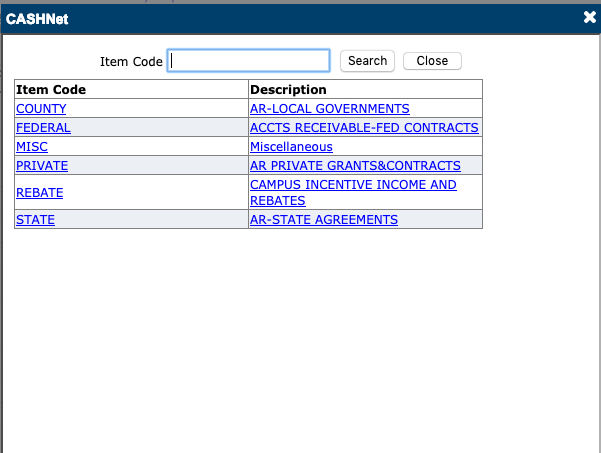 CASHNet
Item Code Search Close
Item Code Description
COUNTY AR-LOCAL GOVERNMENTS
FEDERAL ACCTS RECEIVABLE-FED CONTRACTS
MISC Miscellaneous
PRIVATE AR PRIVATE GRANTS&CONTRACTS
REBATE CAMPUS INCENTIVE INCOME AND
REBATES
STATE AR-STATE AGREEMENTS